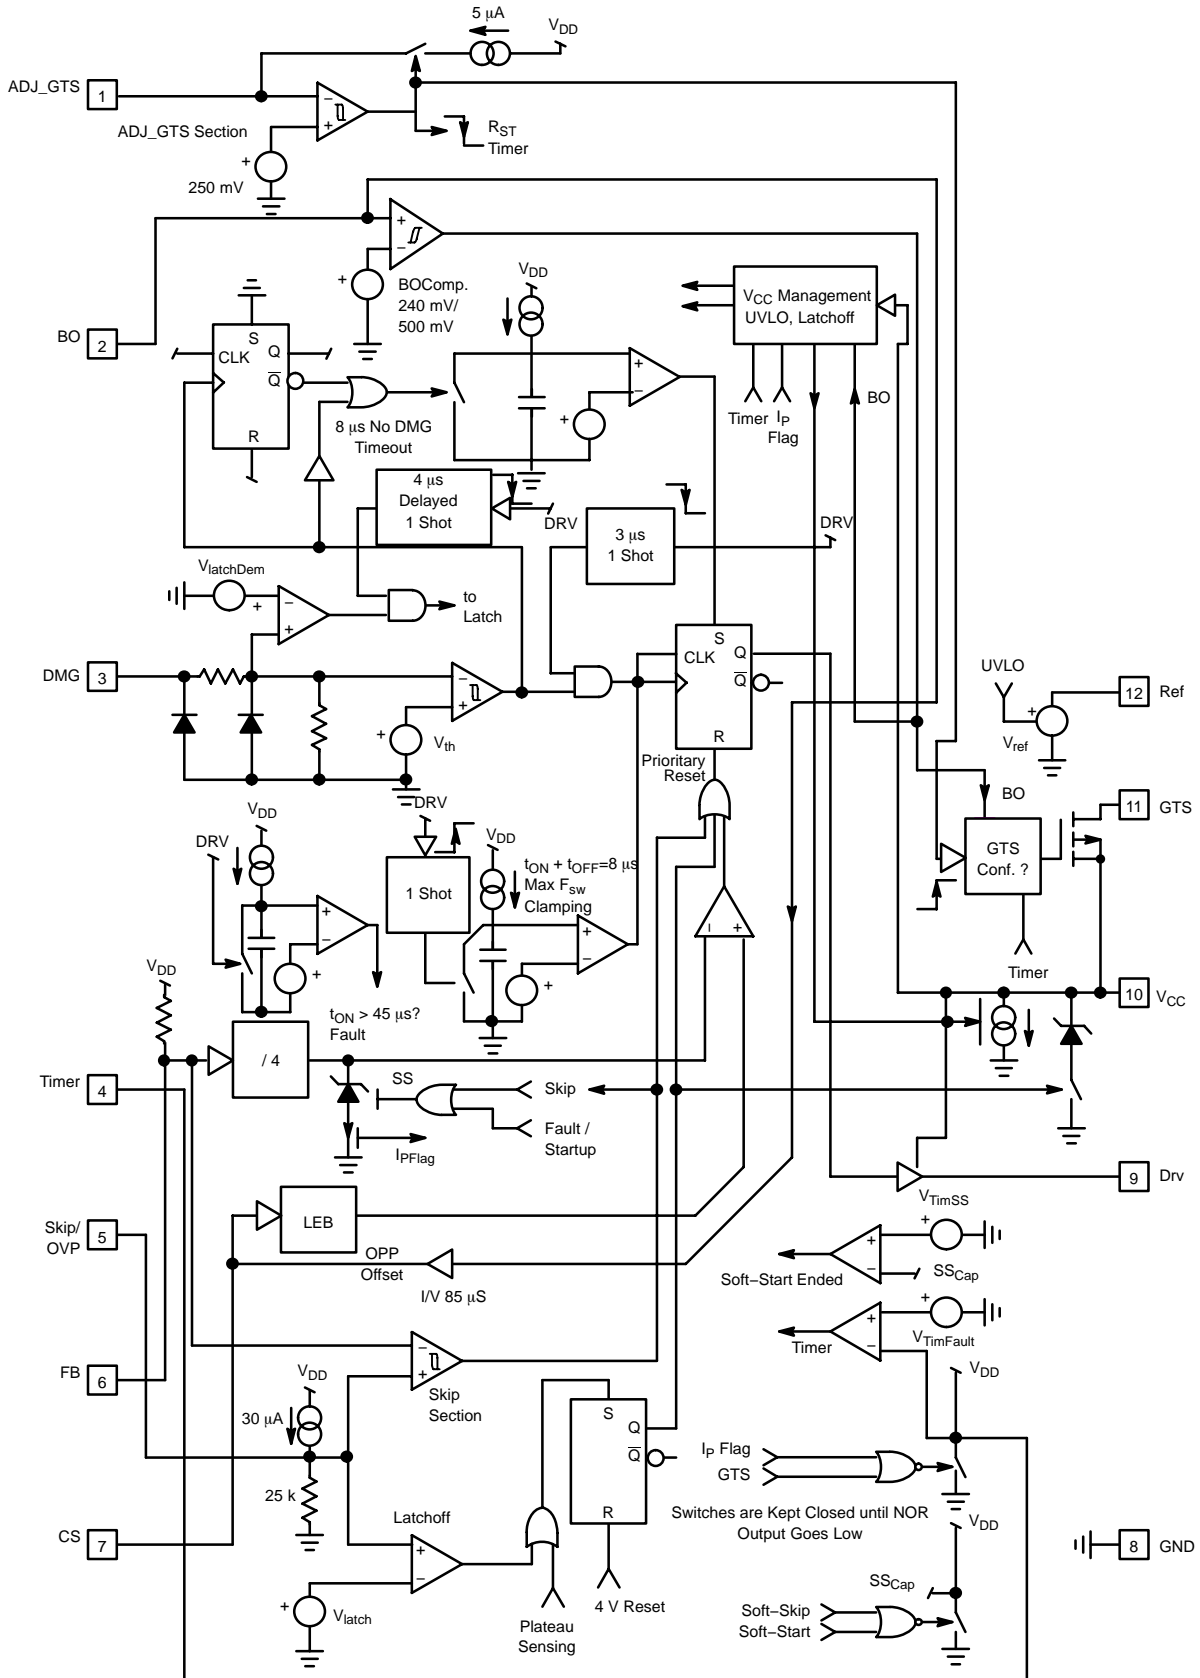 5 μA
VDD
ADJ_GTS
1
−
+
ADJ_GTS Section
RST
Timer
+
250 mV
+
−
+
BOComp.
240 mV/
500 mV
VDD
VCC Management
UVLO, Latchoff
BO
2
S
CLK
Q
Q
R
+
−
+
8 μs No DMG
Timeout
Timer
IP
Flag
BO
4 μs
Delayed
1 Shot
DRV
3 μs
1 Shot
DRV
VlatchDem
+
−
+
to
Latch
DMG
3
−
+
+
Vth
S
CLK
Q
Q
R
Prioritary
Reset
UVLO
12
Ref
+
Vref
BO
11
GTS
GTS
Conf. ?
Timer
DRV
VDD
DRV
1 Shot
VDD
tON + tOFF=8 μs
Max Fsw
Clamping
+
−
+
+
−
+
−
+
VDD
tON > 45 μs?
Fault
10
VCC
/ 4
Timer
4
SS
Skip
Fault /
Startup
IPFlag
9
Drv
VTimSS
Skip/
OVP
5
LEB
OPP
Offset
I/V 85 μS
+
+
−
Soft−Start Ended
SSCap
+
+
−
Timer
VTimFault
FB
6
VDD
−
+
Skip
Section
30 μA
VDD
S
Q
Q
R
IP Flag
GTS
25 k
Switches are Kept Closed until NOR
Output Goes Low
Latchoff
CS
7
+
−
VDD
8
GND
+
Vlatch
Plateau
Sensing
4 V Reset
SSCap
Soft−Skip
Soft−Start